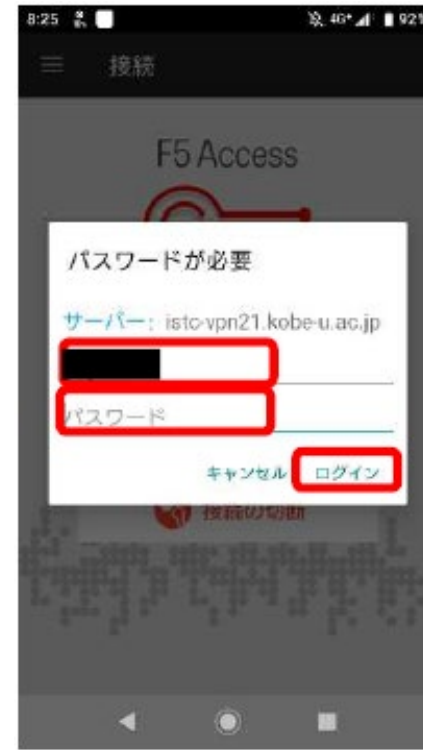 8:25 4G+ 92%
接続
F5 Access
パスワードが必要
サーバー: istc-vpn21.kobe-u.ac.jp
パスワード
キャンセル ログイン
接続の切断